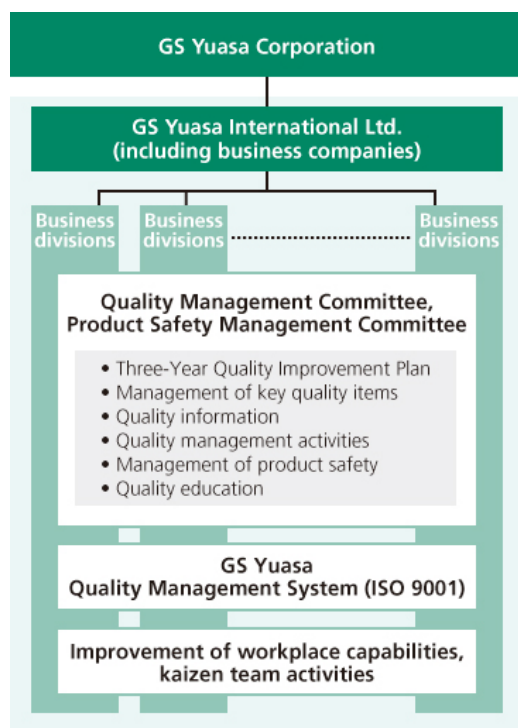 GS Yuasa Corporation
GS Yuasa International Ltd.
(including business companies)
Business
divisions
Business
divisions
Business
divisions
Quality Management Committee,
Product Safety Management Committee
• Three-Year Quality Improvement Plan
• Management of key quality items
• Quality information
• Quality management activities
• Management of product safety
• Quality education
GS Yuasa
Quality Management System (ISO 9001)
Improvement of workplace capabilities,
kaizen team activities